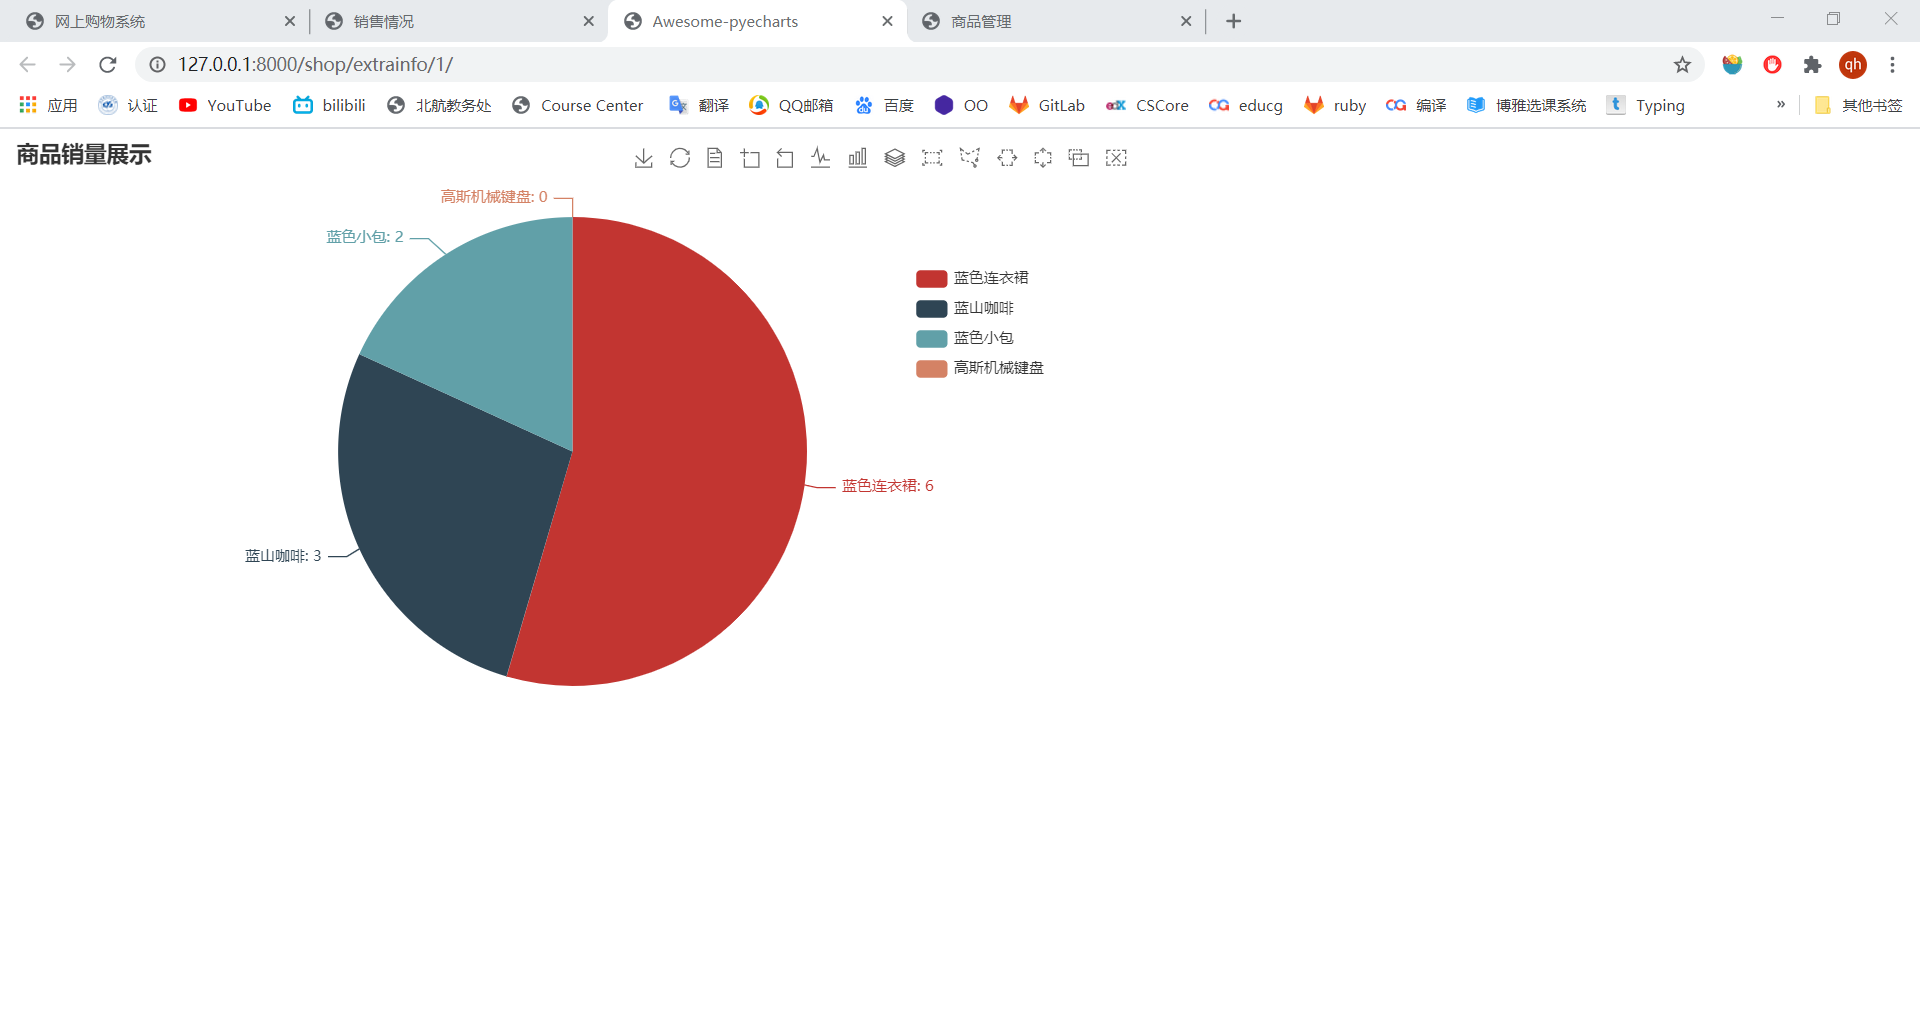 网上购物系统
销售情况
Awesome-pyecharts
商品管理
127.0.0.1:8000/shop/extrainfo/1/
qh
应用
认证
YouTube
bilibili
北航教务处
Course Center
翻译
QQ邮箱
百度
OO
GitLab
CSCore
educg
ruby
编译
博雅选课系统
t
Typing
»
其他书签
商品销量展示
高斯机械键盘: 0
蓝色小包: 2
蓝色连衣裙
蓝山咖啡
蓝色小包
高斯机械键盘
蓝色连衣裙: 6
蓝山咖啡: 3